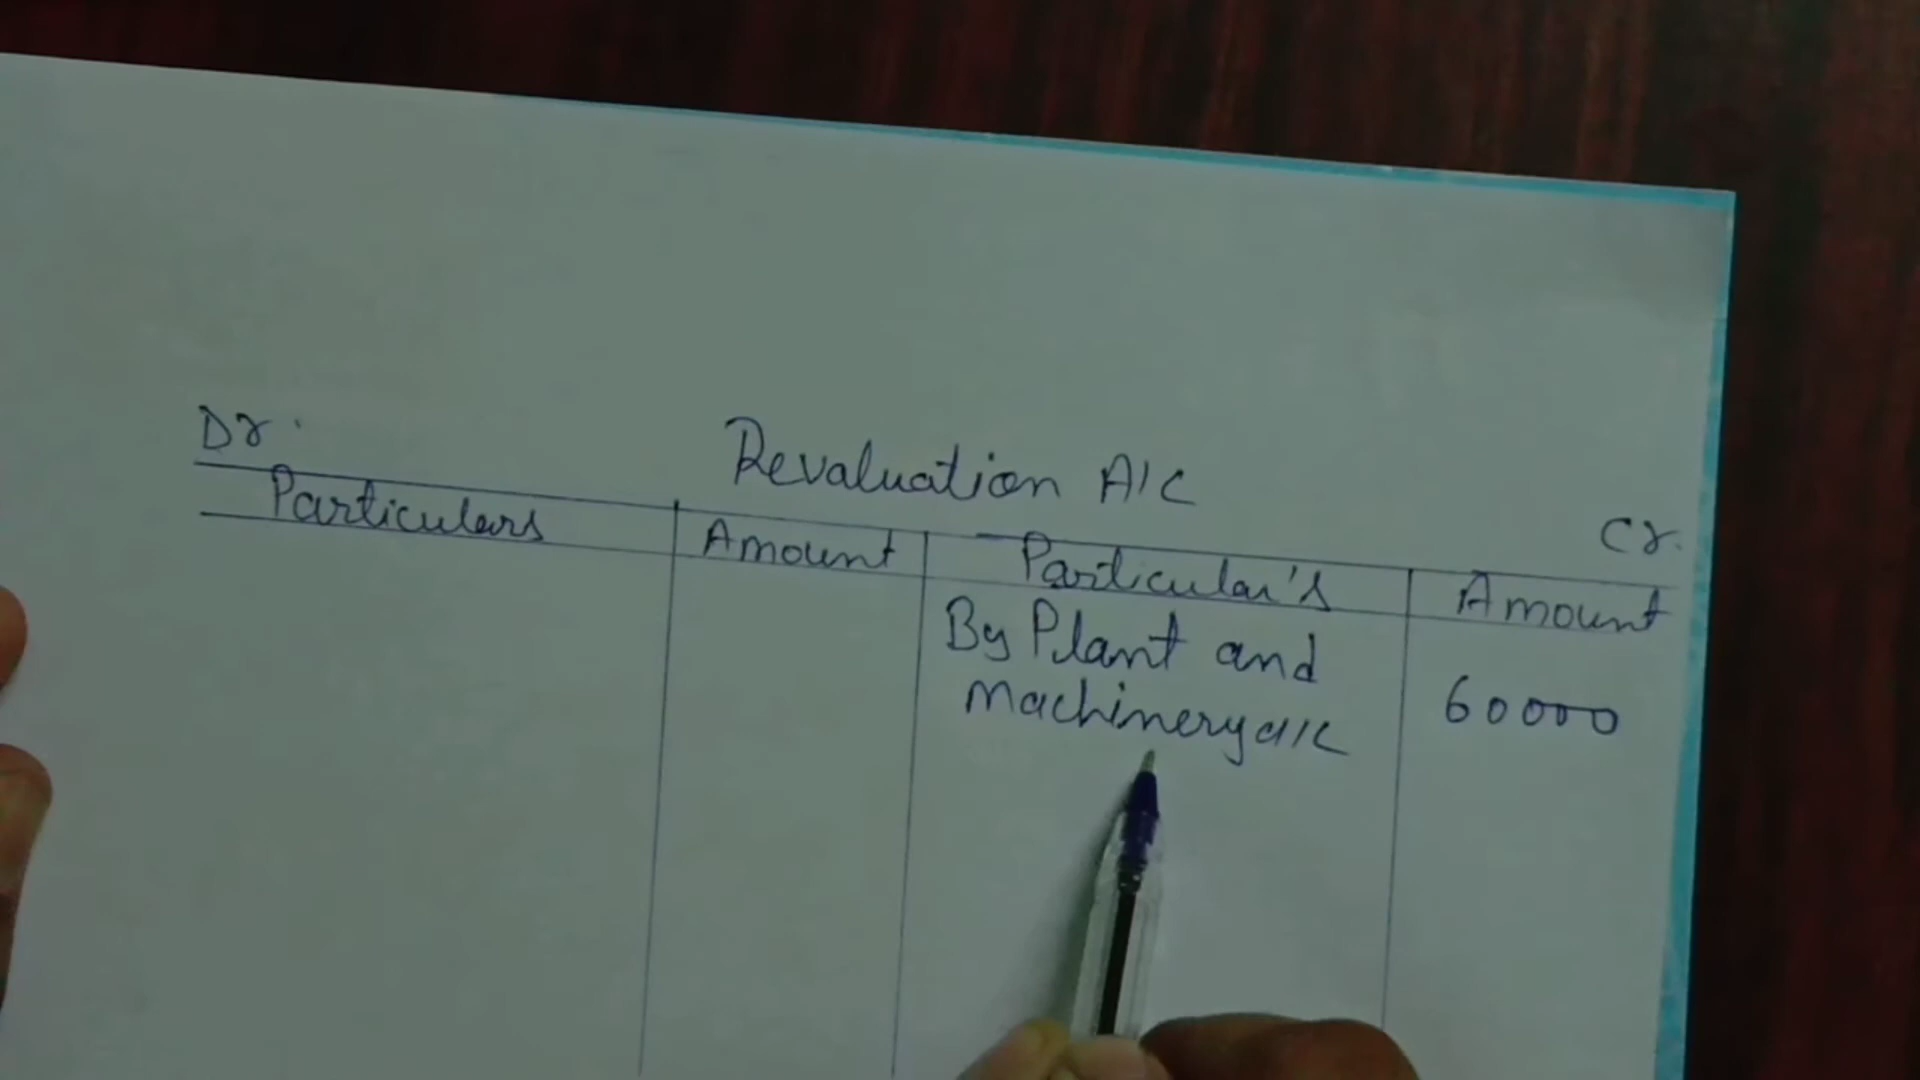 Dr.
Revaluation A/C
Cr.
Particulars Amount Particular's Amount
By Plant and
Machinery a/c 60000